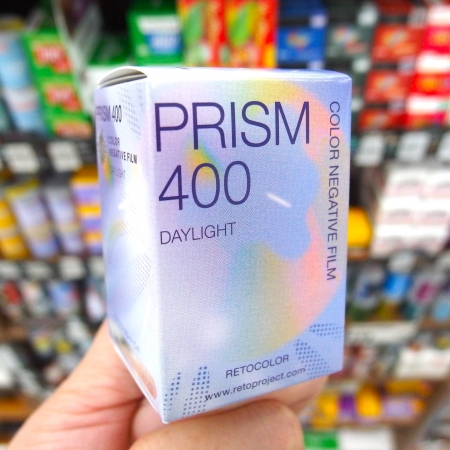 PRISM
400
DAYLIGHT
COLOR NEGATIVE FILM
RETOCOLOR
www.retoproject.com
PRISM 400
COLOR
NEGATIVE FILM